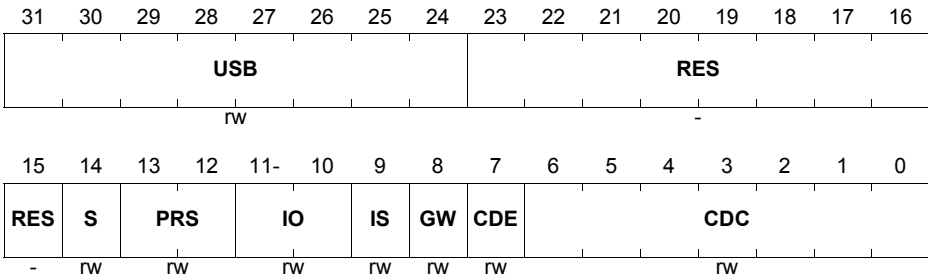 31 30 29 28 27 26 25 24 23 22 21 20 19 18 17 16
USB RES
rw -
15 14 13 12 11- 10 9 8 7 6 5 4 3 2 1 0
RES S PRS IO IS GW CDE CDC
- rw rw rw rw rw rw rw